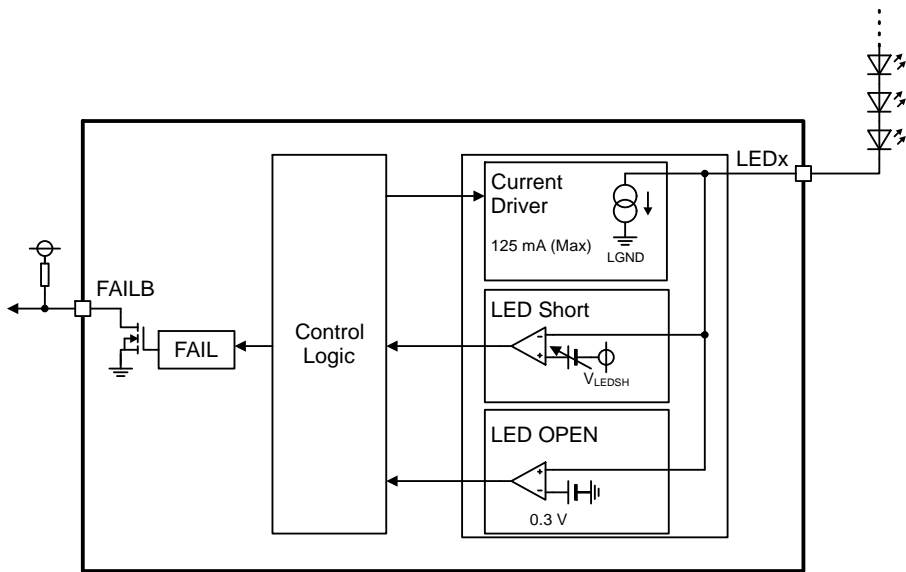 LEDx
Current
Driver
125 mA (Max)
LGND
FAILB
LED Short
-
+
VLEDSH
Control
Logic
FAIL
LED OPEN
+
-
0.3 V